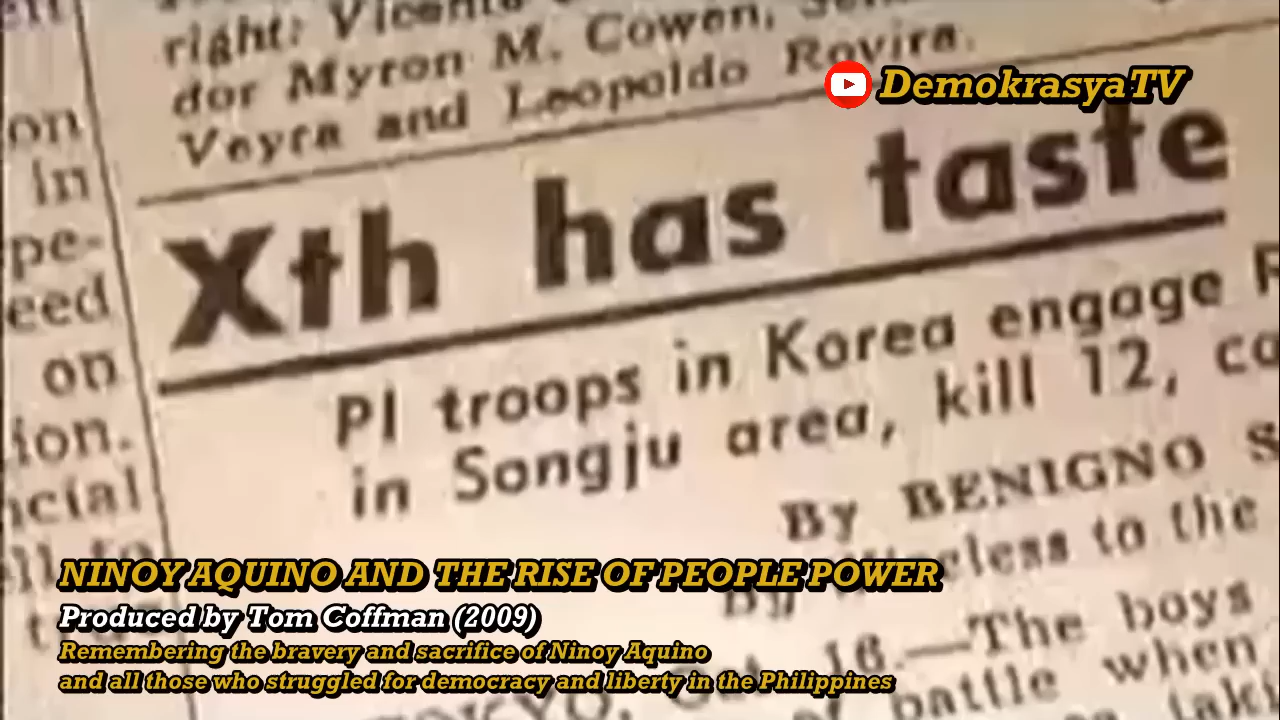 right: Vicente
dor Myron M. Cowen,
Veyra and Leopoldo Rovira.
DemokrasyaTV
on
in
pe-
eed
on
ion.
cial
Xth has taste
PI troops in Korea engage
in Songju area, kill 12,
By BENIGNO S
By to the
16.—The boys
battle when
NINOY AQUINO AND THE RISE OF PEOPLE POWER
Produced by Tom Coffman (2009)
Remembering the bravery and sacrifice of Ninoy Aquino
and all those who struggled for democracy and liberty in the Philippines